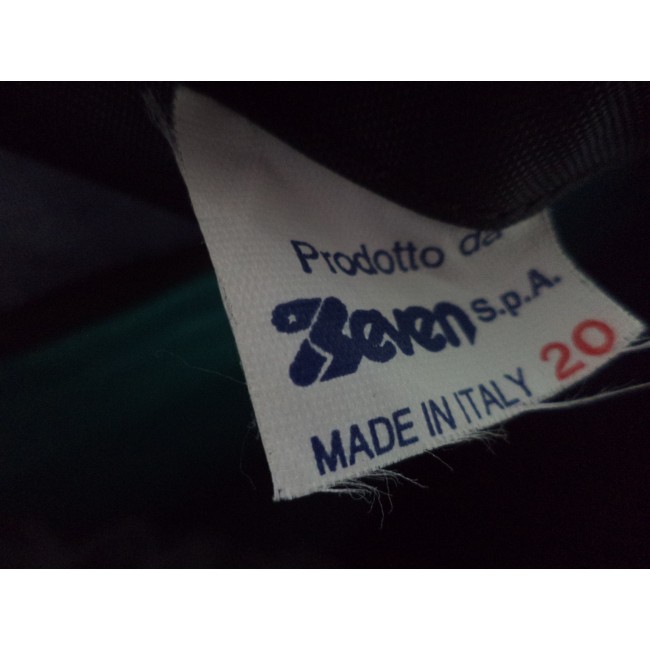 Prodotto da
Seven S.p.A.
MADE IN ITALY 20